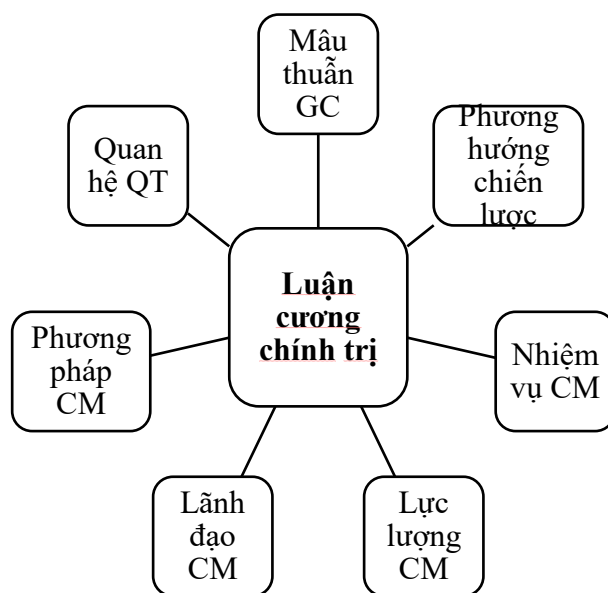 Mâu
thuẫn
GC
Phương
hướng
chiến
lược
Nhiệm
vụ CM
Lực
lượng
CM
Lãnh
đạo
CM
Phương
pháp
CM
Quan
hệ QT
Luận
cương
chính trị